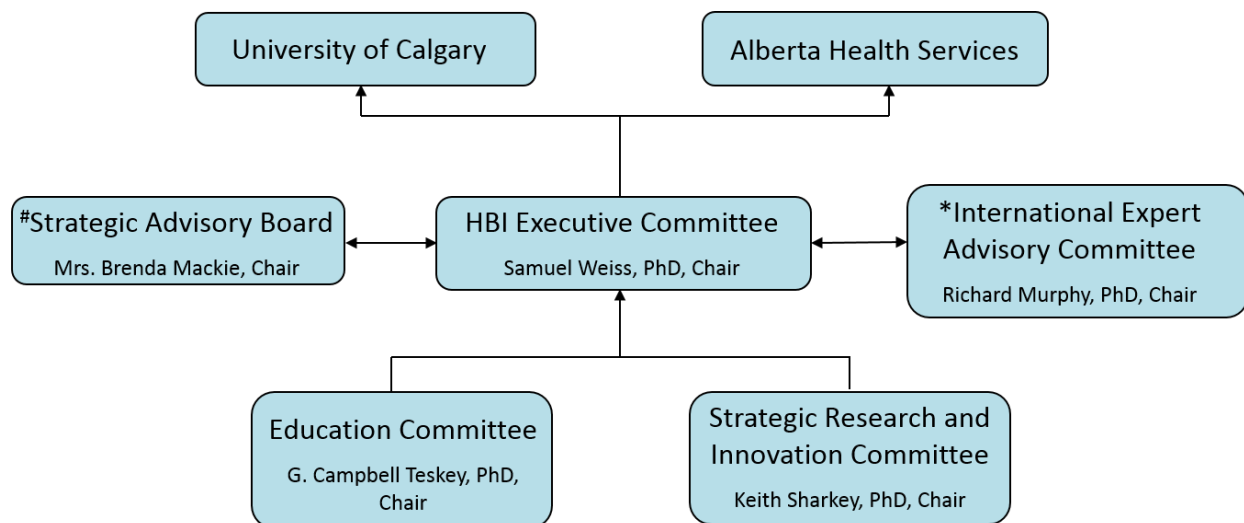 University of Calgary
Alberta Health Services
#Strategic Advisory Board
Mrs. Brenda Mackie, Chair
HBI Executive Committee
Samuel Weiss, PhD, Chair
*International Expert
Advisory Committee
Richard Murphy, PhD, Chair
Education Committee
G. Campbell Teskey, PhD,
Chair
Strategic Research and
Innovation Committee
Keith Sharkey, PhD, Chair